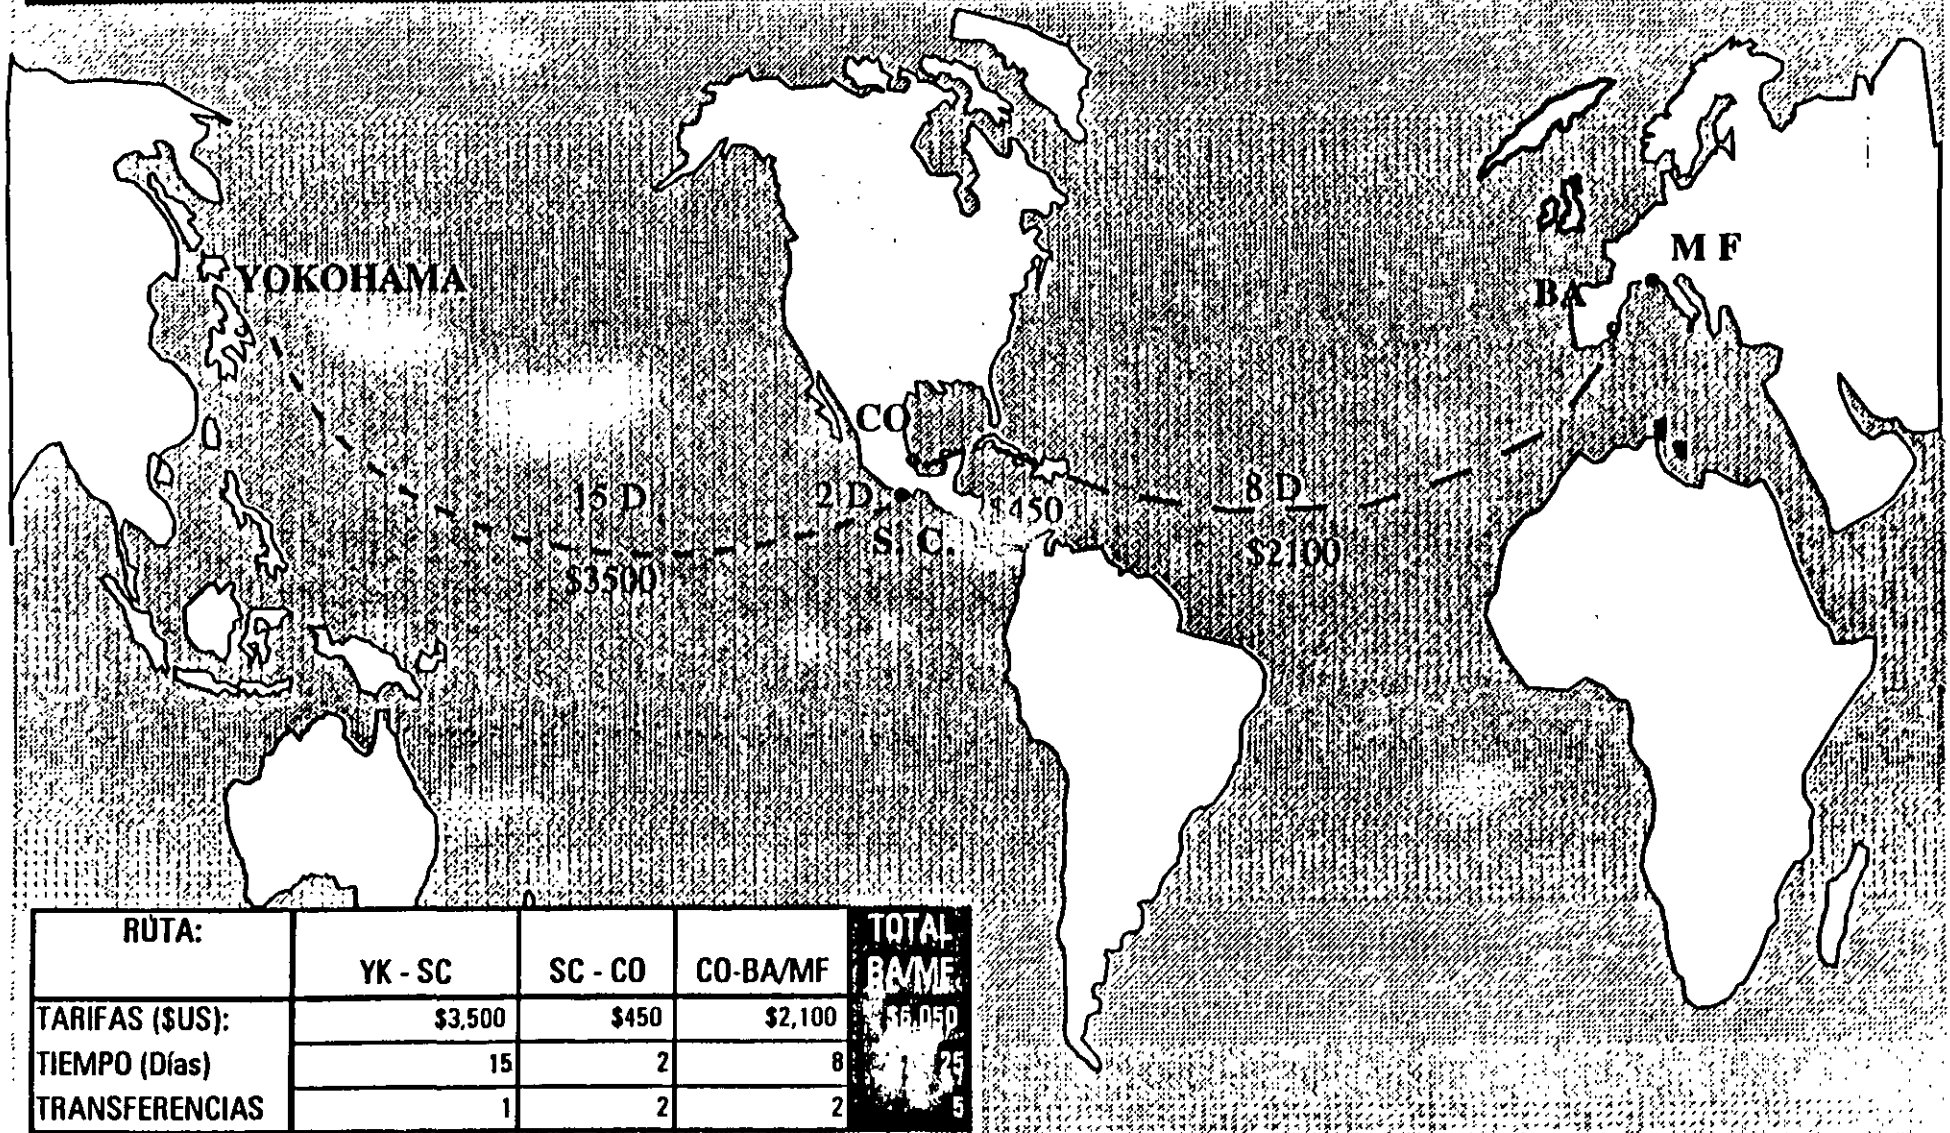 M F
YOKOHAMA
BA
CO
15 D
2 D.
$450
8 D
S. C.
$2100
$3500
RUTA:
YK - SC
SC - CO
CO-BA/MF
TOTAL
BA/MF
TARIFAS ($US):
$3,500
$450
$2,100
$6,050
TIEMPO (Días)
15
2
8
25
TRANSFERENCIAS
1
2
2
5